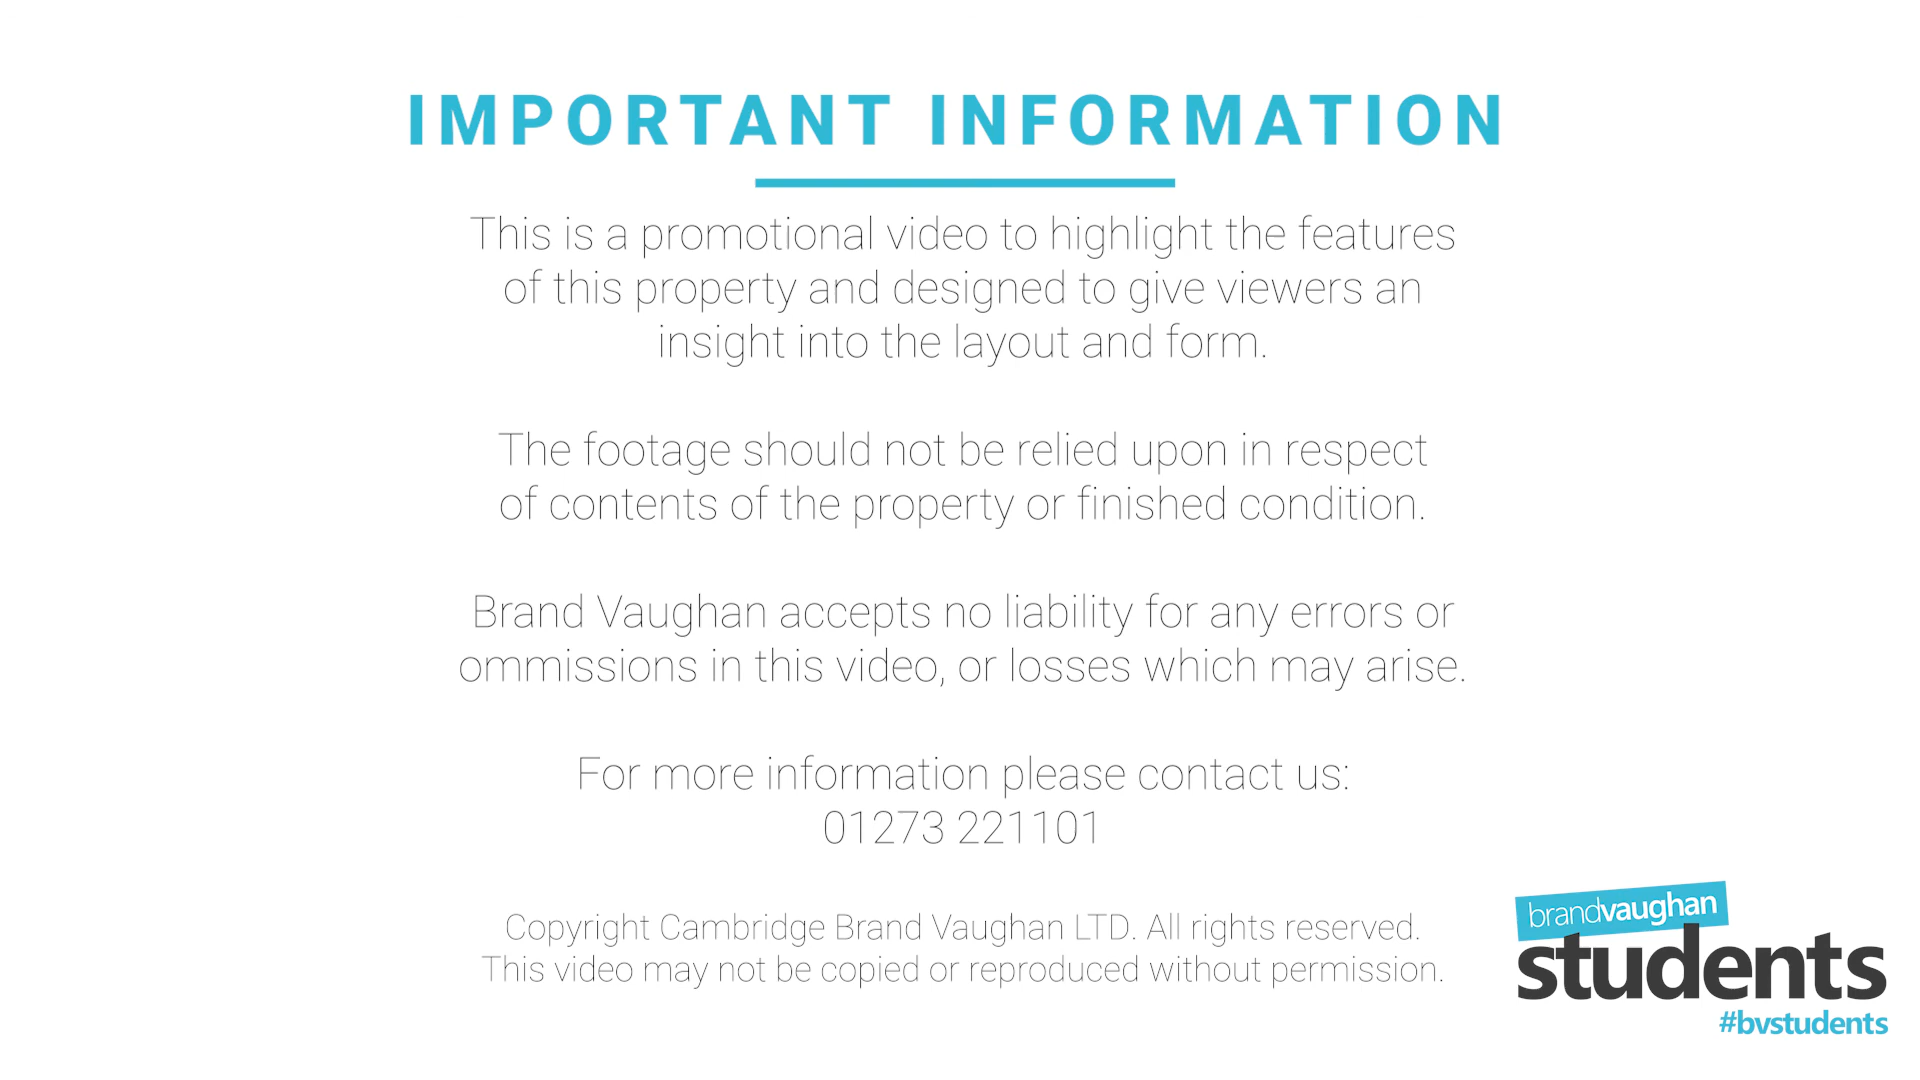 IMPORTANT INFORMATION
This is a promotional video to highlight the features
of this property and designed to give viewers an
insight into the layout and form.
The footage should not be relied upon in respect
of contents of the property or finished condition.
Brand Vaughan accepts no liability for any errors or
ommissions in this video, or losses which may arise.
For more information please contact us:
01273 221101
Copyright Cambridge Brand Vaughan LTD. All rights reserved.
This video may not be copied or reproduced without permission.
brandvaughan
students
#bvstudents